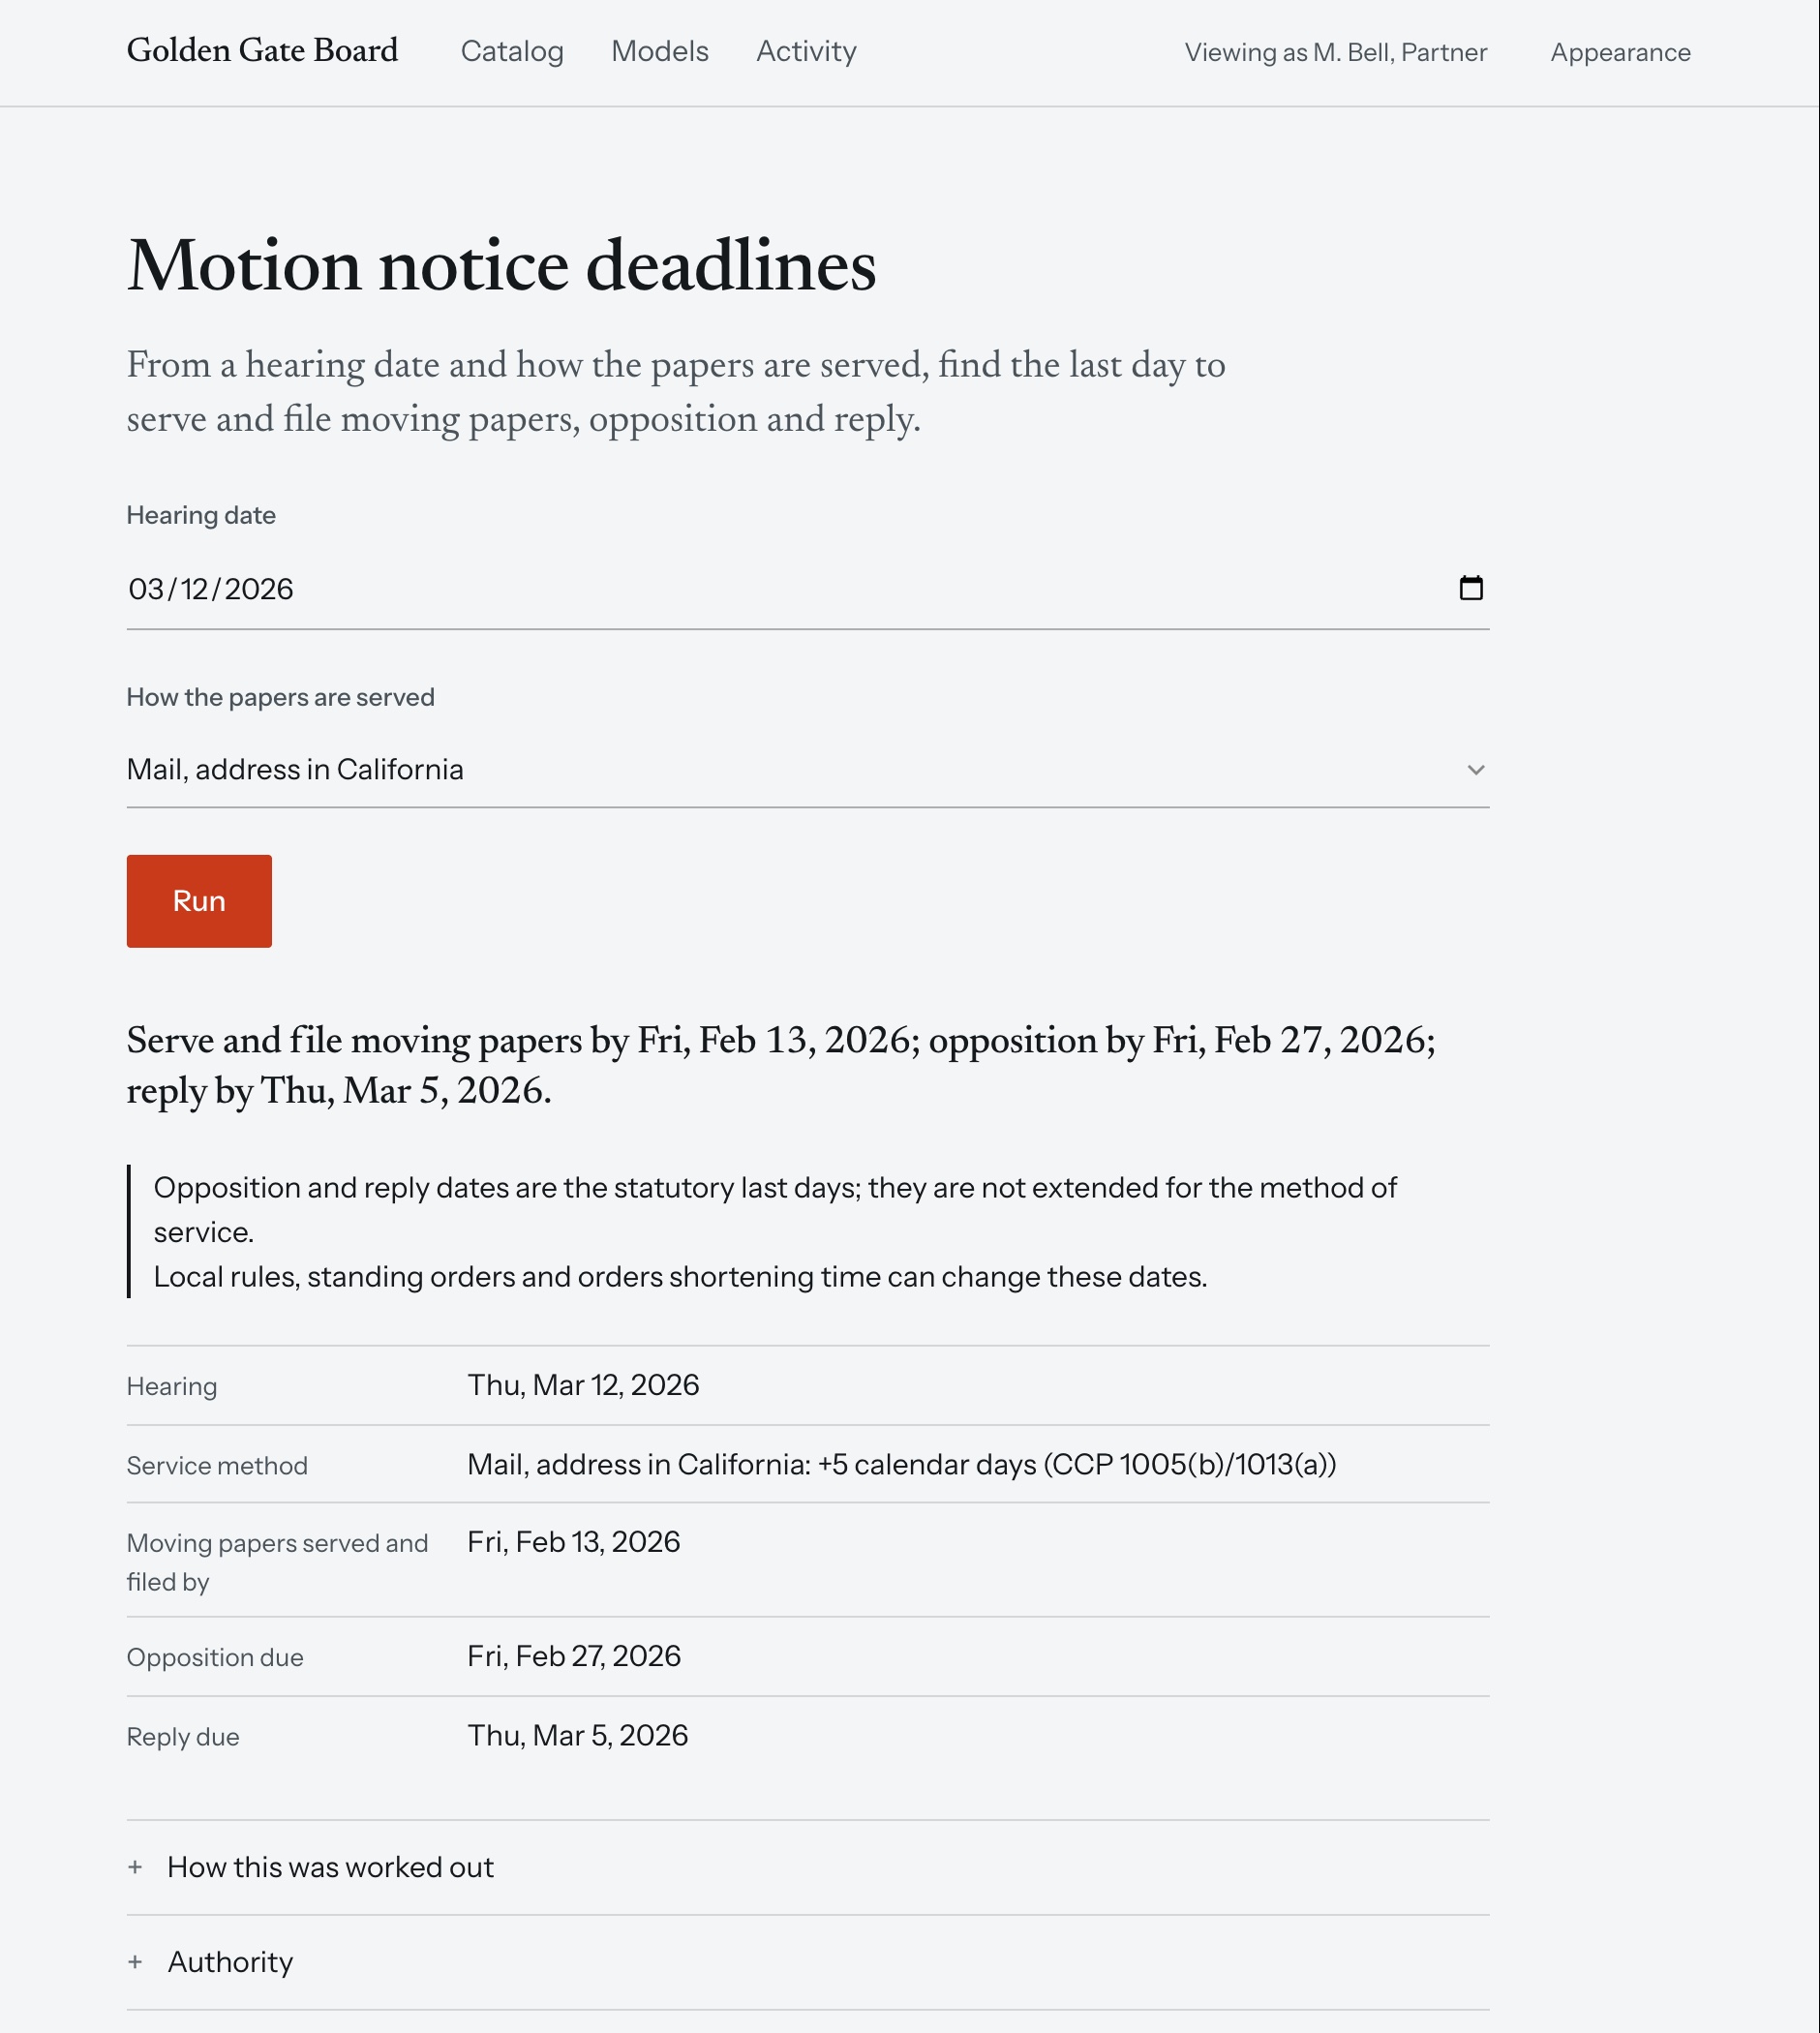 Golden Gate Board Catalog Models Activity Viewing as M. Bell, Partner Appearance
Motion notice deadlines
From a hearing date and how the papers are served, find the last day to
serve and file moving papers, opposition and reply.
Hearing date
03/12/2026
How the papers are served
Mail, address in California
Run
Serve and file moving papers by Fri, Feb 13, 2026; opposition by Fri, Feb 27, 2026;
reply by Thu, Mar 5, 2026.
Opposition and reply dates are the statutory last days; they are not extended for the method of
service.
Local rules, standing orders and orders shortening time can change these dates.
Hearing Thu, Mar 12, 2026
Service method Mail, address in California: +5 calendar days (CCP 1005(b)/1013(a))
Moving papers served and Fri, Feb 13, 2026
filed by
Opposition due Fri, Feb 27, 2026
Reply due Thu, Mar 5, 2026
+ How this was worked out
+ Authority